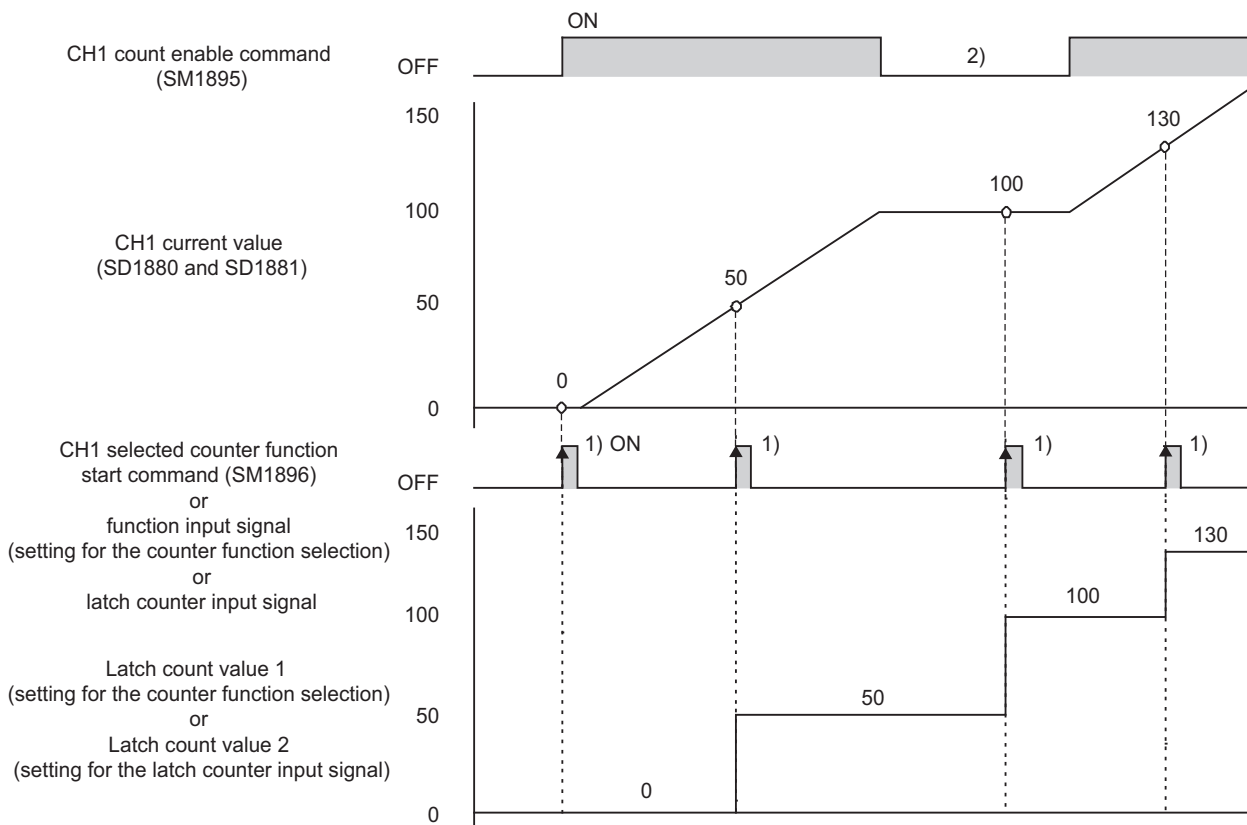 ON
CH1 count enable command
(SM1895)
OFF
2)
150
130
100
100
CH1 current value
(SD1880 and SD1881)
50
50
0
0
CH1 selected counter function
start command (SM1896)
or
function input signal
(setting for the counter function selection)
or
latch counter input signal
1) ON
1)
1)
1)
OFF
150
130
100
100
Latch count value 1
(setting for the counter function selection)
or
Latch count value 2
(setting for the latch counter input signal)
50
50
0
0